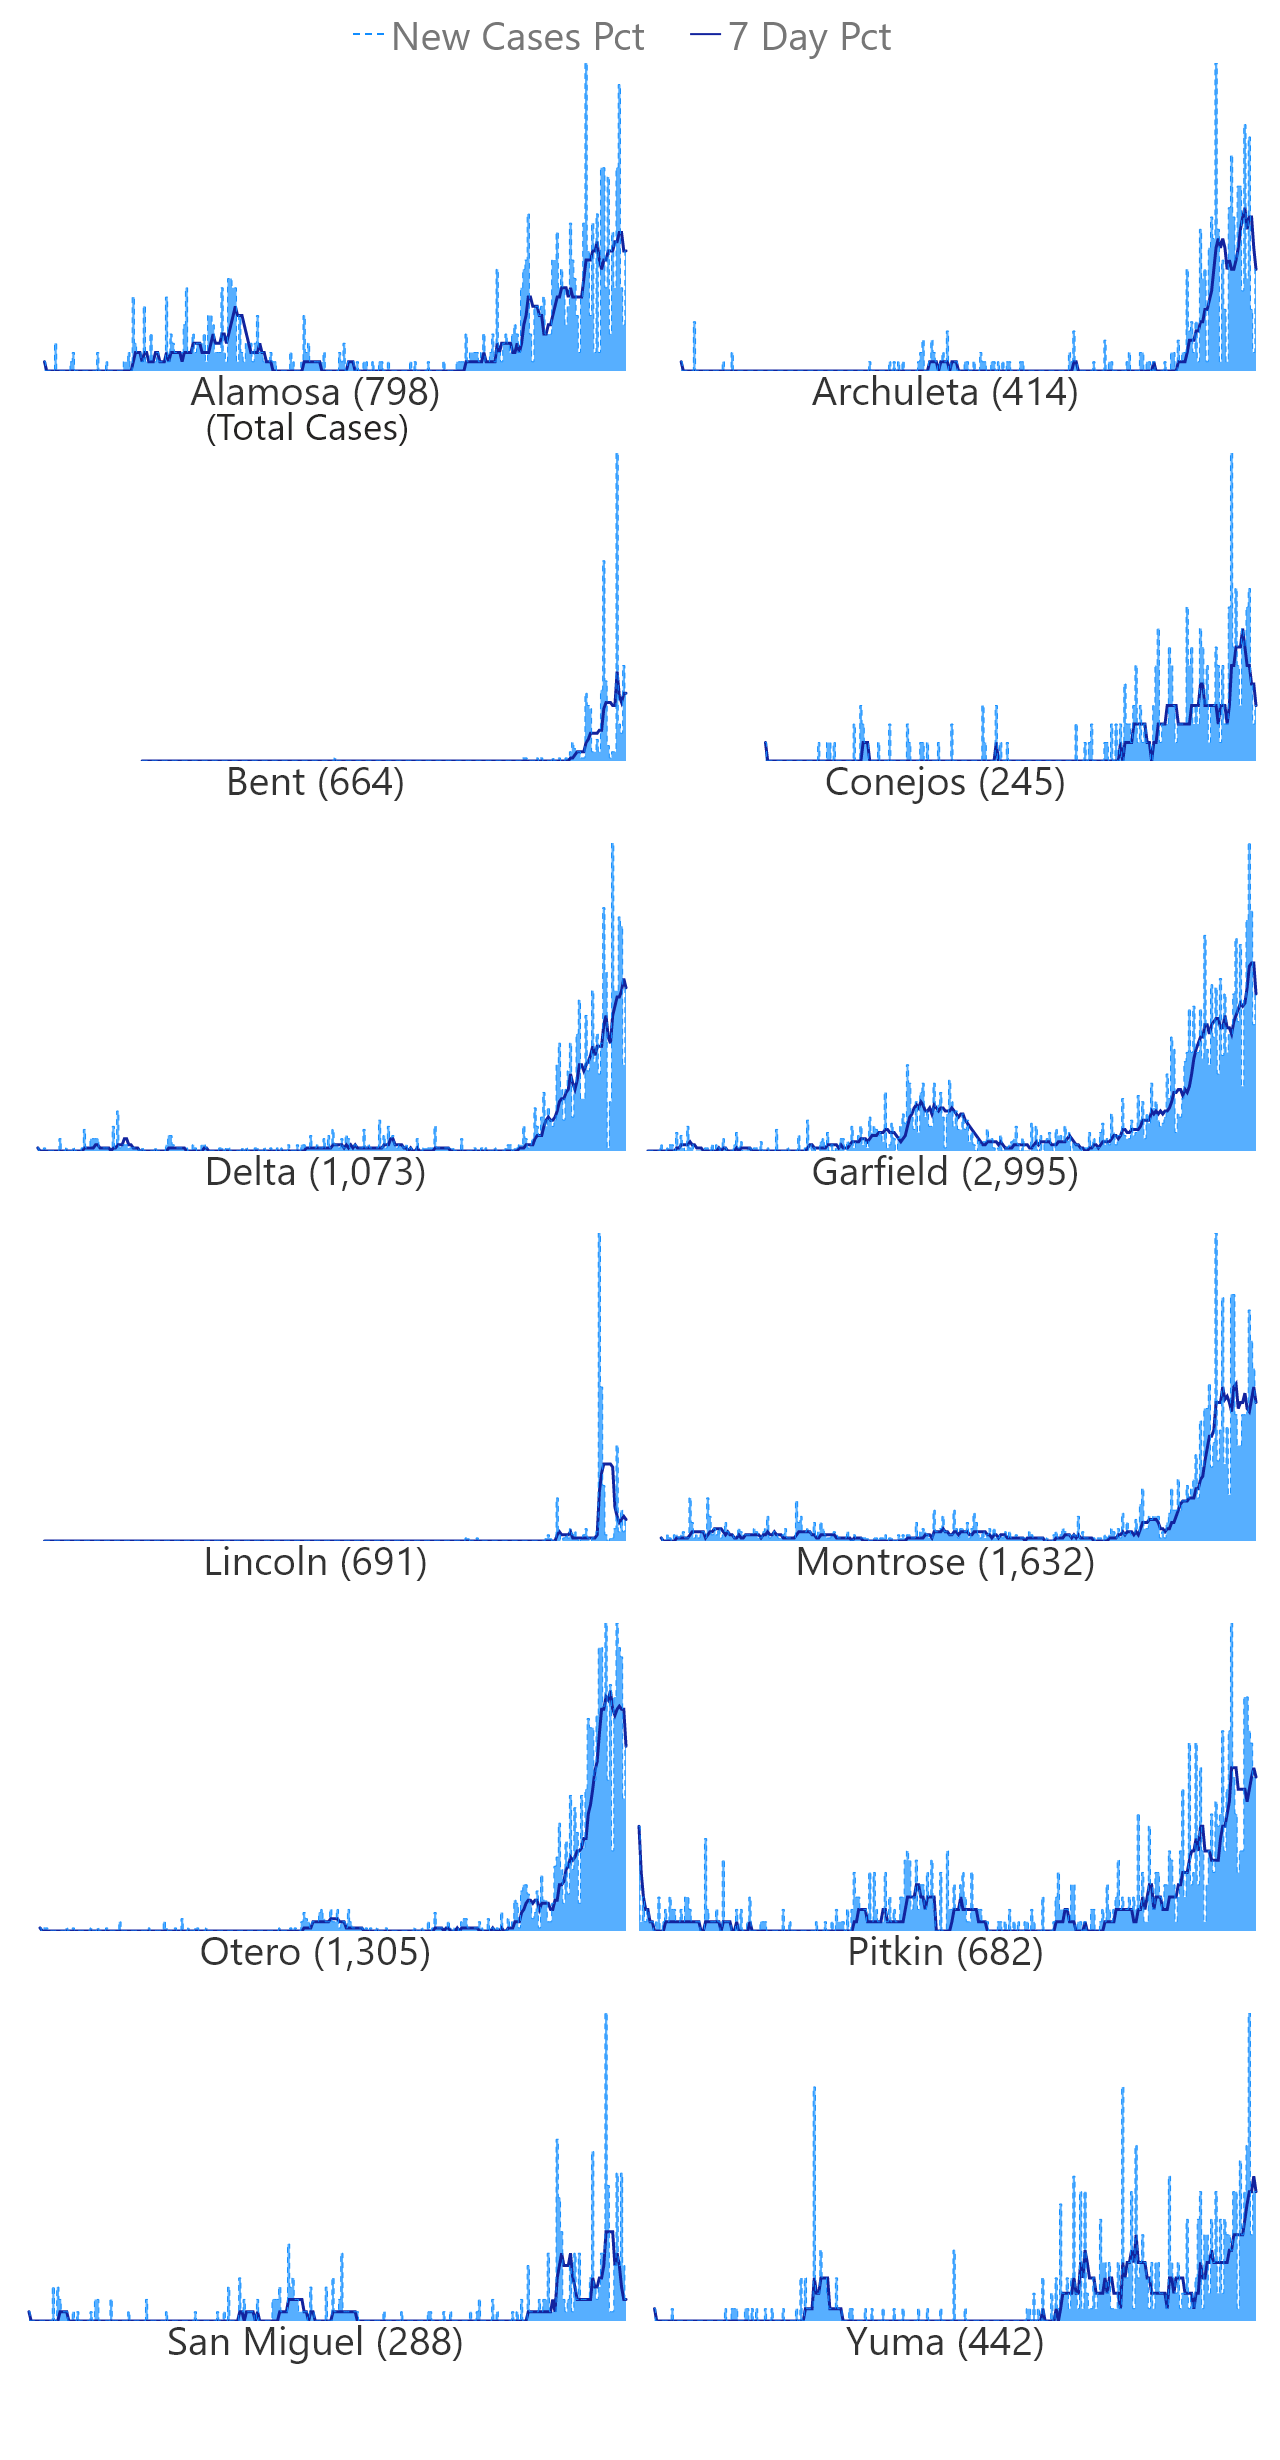 New Cases Pct 7 Day Pct
Alamosa (798) Archuleta (414)
(Total Cases)
Bent (664) Conejos (245)
Delta (1,073) Garfield (2,995)
Lincoln (691) Montrose (1,632)
Otero (1,305) Pitkin (682)
San Miguel (288) Yuma (442)